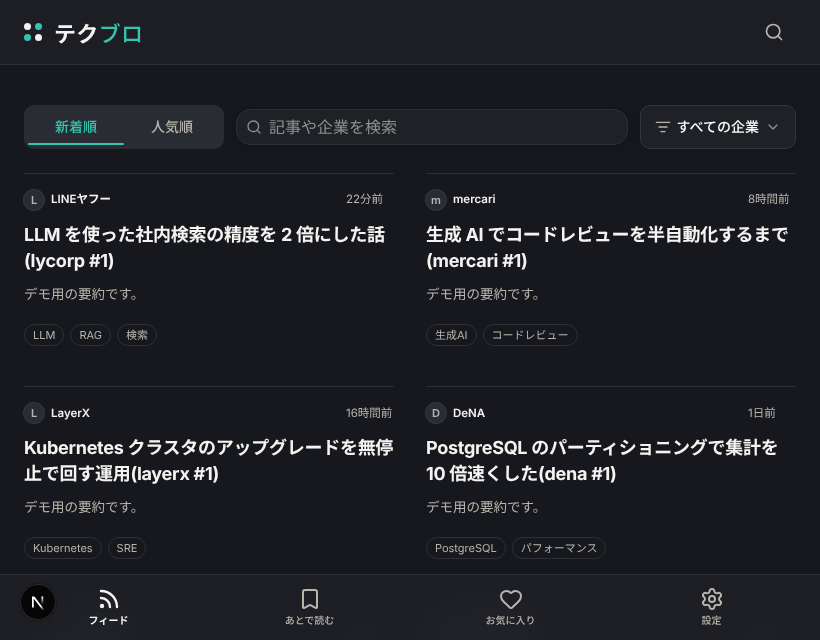 テクブロ
新着順
人気順
記事や企業を検索
すべての企業
L LINEヤフー 22分前
LLM を使った社内検索の精度を 2 倍にした話
(lycorp #1)
デモ用の要約です。
LLM RAG 検索
m mercari 8時間前
生成 AI でコードレビューを半自動化するまで
(mercari #1)
デモ用の要約です。
生成AI コードレビュー
L LayerX 16時間前
Kubernetes クラスタのアップグレードを無停
止で回す運用(layerx #1)
デモ用の要約です。
Kubernetes SRE
D DeNA 1日前
PostgreSQL のパーティショニングで集計を
10 倍速くした(dena #1)
デモ用の要約です。
PostgreSQL パフォーマンス
N
フィード
あとで読む
お気に入り
設定